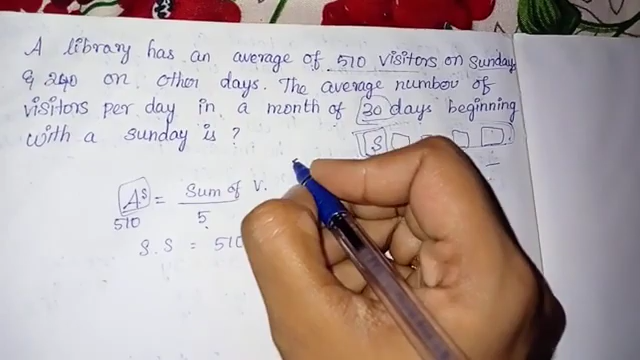 A library has an average of 510 visitors on Sunday
& 240 on other days. The average number of
visitors per day in a month of 30 days beginning
with a sunday is ?
S
A^S = Sum of V. / 5
510
S.S = 510